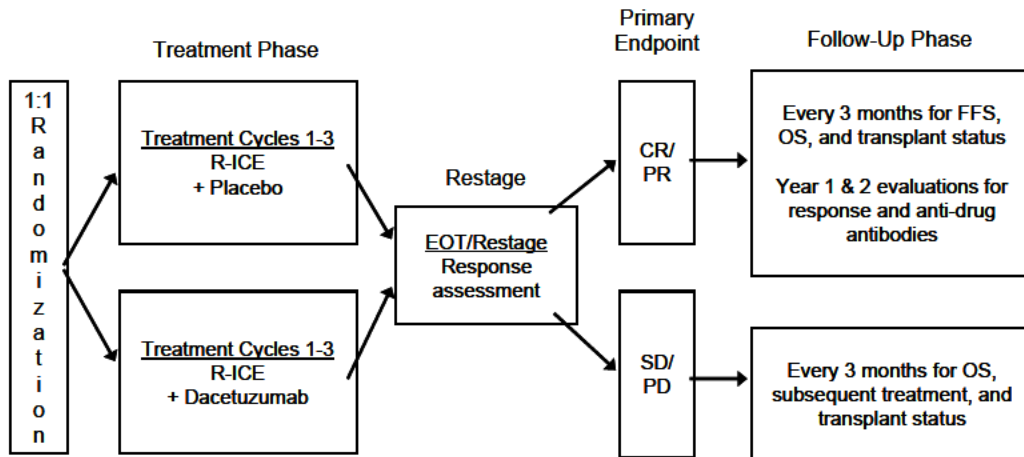 Treatment Phase
Primary
Endpoint
Follow-Up Phase
1:1
R
a
n
d
o
m
i
z
a
t
i
o
n
Treatment Cycles 1-3
R-ICE
+ Placebo
Treatment Cycles 1-3
R-ICE
+ Dacetuzumab
Restage
EOT/Restage
Response
assessment
CR/
PR
SD/
PD
Every 3 months for FFS,
OS, and transplant status
Year 1 & 2 evaluations for
response and anti-drug
antibodies
Every 3 months for OS,
subsequent treatment, and
transplant status